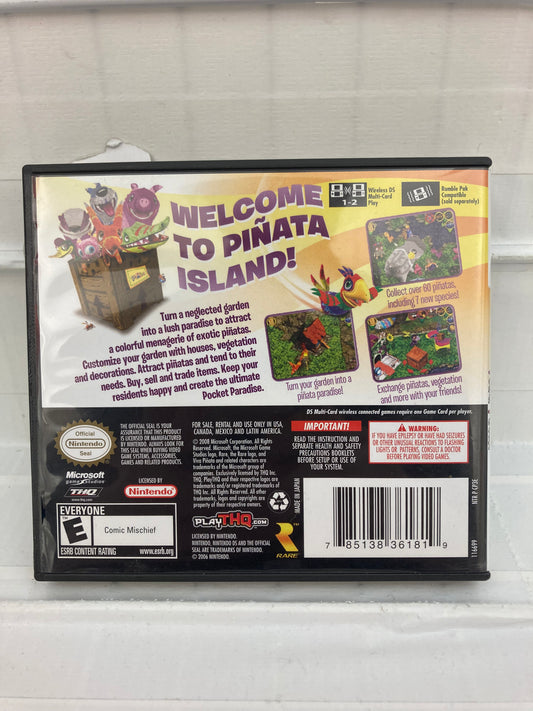 WELCOME
TO PIÑATA
ISLAND!
Turn a neglected garden
into a lush paradise to attract
a colorful menagerie of exotic piñatas.
Customize your garden with houses, vegetation
and decorations. Attract piñatas and tend to their
needs. Buy, sell and trade items. Keep your
residents happy and create the ultimate
Pocket Paradise.
1-2
Wireless DS
Multi-Card
Play
Rumble Pak
Compatible
(sold separately)
Collect over 60 piñatas,
including 7 new species!
Turn your garden into a
piñata paradise!
Exchange piñatas, vegetation
and more with your friends!
DS Multi-Card wireless connected games require one Game Card per player.
Official
Nintendo
Seal
THE OFFICIAL SEAL IS YOUR
ASSURANCE THAT THIS PRODUCT
IS LICENSED OR MANUFACTURED
BY NINTENDO. ALWAYS LOOK FOR
THIS SEAL WHEN BUYING VIDEO
GAME SYSTEMS, ACCESSORIES,
GAMES AND RELATED PRODUCTS.
Microsoft
game studios
THQ
www.thq.com
LICENSED BY
Nintendo
EVERYONE
E
Comic Mischief
ESRB CONTENT RATING www.esrb.org
FOR SALE, RENTAL AND USE ONLY IN USA,
CANADA, MEXICO AND LATIN AMERICA.
© 2008 Microsoft Corporation. All Rights
Reserved. Microsoft, the Microsoft Game
Studios logo, Rare, the Rare logo, and
Viva Piñata are trademarks of the
Microsoft group of companies.
Exclusively licensed by THQ Inc.
THQ, PlayTHQ and their respective logos
are trademarks and/or registered trademarks of
THQ Inc. All Rights Reserved.
All other trademarks, logos and copyrights are
property of their respective owners.
PLAYTHQ.COM
LICENSED BY NINTENDO.
NINTENDO, NINTENDO DS AND THE OFFICIAL
SEAL ARE TRADEMARKS OF NINTENDO.
© 2006 NINTENDO.
RARE
MADE IN JAPAN
IMPORTANT!
READ THE INSTRUCTION AND
SEPARATE HEALTH AND SAFETY
PRECAUTIONS BOOKLETS
BEFORE SETUP OR USE OF
YOUR SYSTEM.
WARNING:
IF YOU HAVE EPILEPSY OR HAVE HAD SEIZURES
OR OTHER UNUSUAL REACTIONS TO FLASHING
LIGHTS OR PATTERNS, CONSULT A DOCTOR
BEFORE PLAYING VIDEO GAMES.
7 85138 36181 9
NTR P CP3E
116699